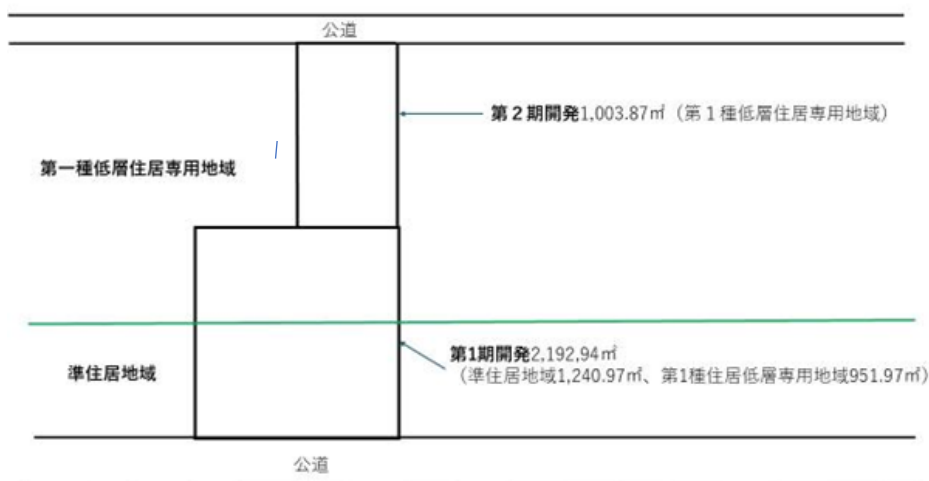 公道
第２期開発1,003.87㎡（第１種低層住居専用地域）
第一種低層住居専用地域
第1期開発2,192,94㎡
（準住居地域1,240.97㎡、第1種住居低層専用地域951.97㎡）
準住居地域
公道